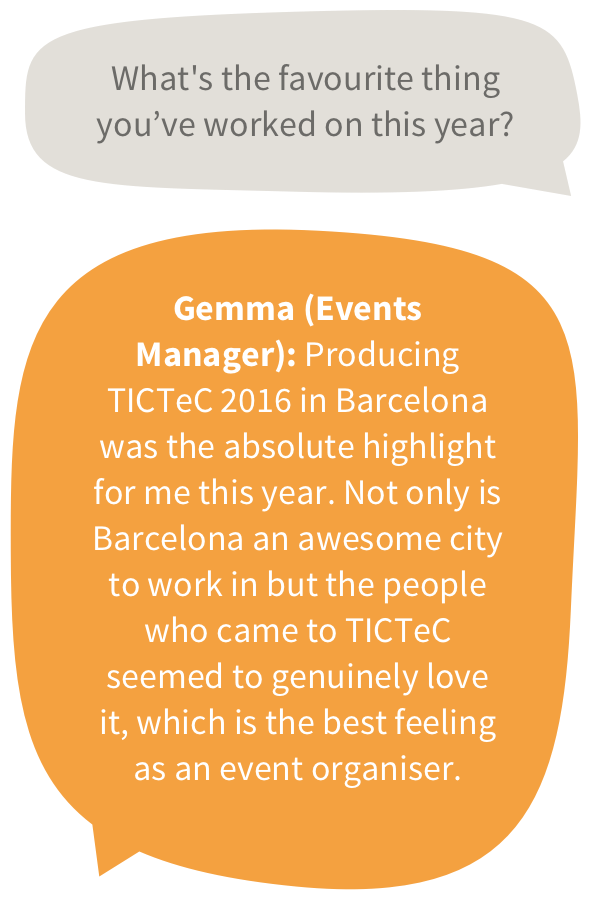 What's the favourite thing
you’ve worked on this year?
Gemma (Events
Manager): Producing
TICTeC 2016 in Barcelona
was the absolute highlight
for me this year. Not only is
Barcelona an awesome city
to work in but the people
who came to TICTeC
seemed to genuinely love
it, which is the best feeling
as an event organiser.